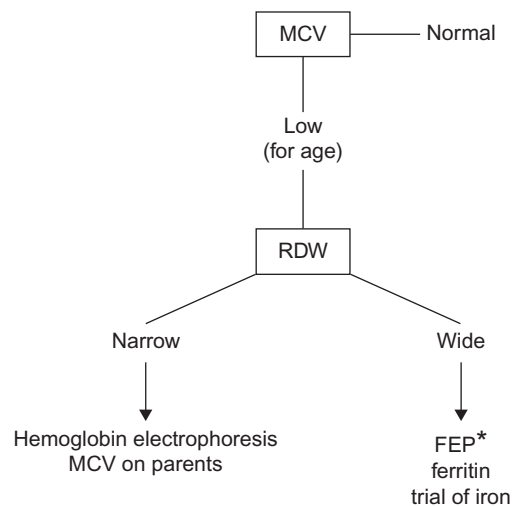 MCV
Normal
Low
(for age)
RDW
Narrow
Wide
Hemoglobin electrophoresis
MCV on parents
FEP*
ferritin
trial of iron